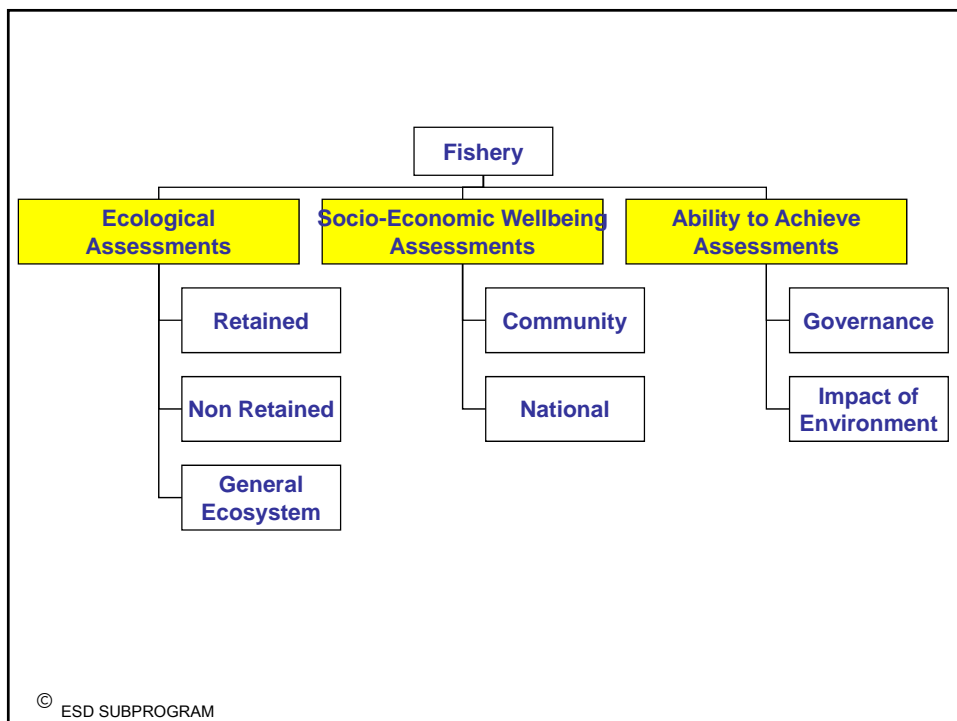 Fishery
Ecological
Assessments
Socio-Economic Wellbeing
Assessments
Ability to Achieve
Assessments
Retained
Community
Governance
Non Retained
National
Impact of
Environment
General
Ecosystem
© ESD SUBPROGRAM